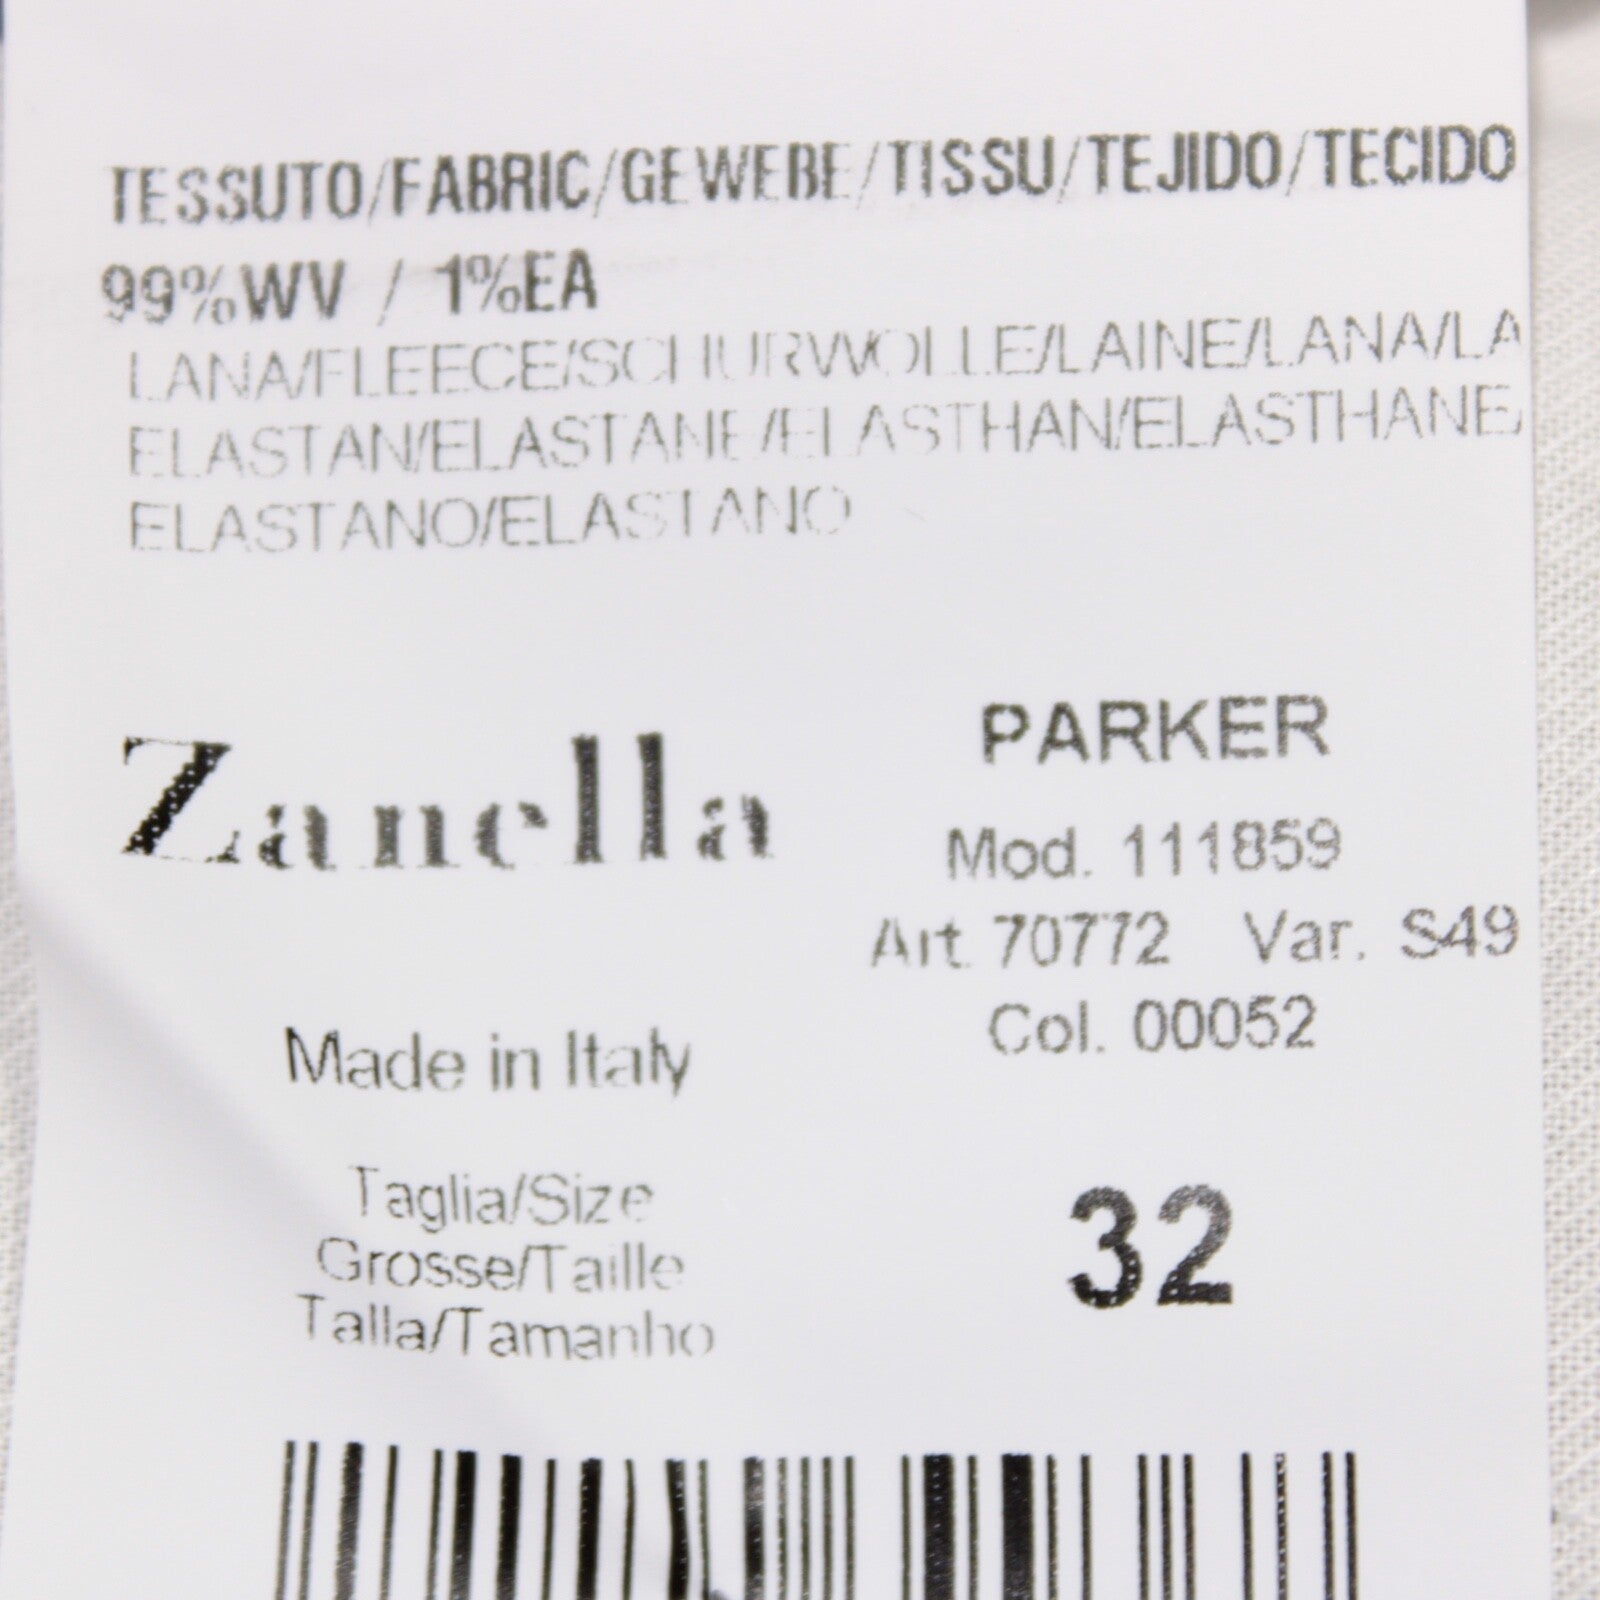 TESSUTO/FABRIC/GEWEBE/TISSU/TEJIDO/TECIDO
99%WV / 1%EA
LANA/FLEECE/SCHURWOLLE/LAINE/LANA/LA
ELASTAN/ELASTANE/ELASTHAN/ELASTHANE/
ELASTANO/ELASTANO
Zanella
PARKER
Mod. 111859
Art. 70772 Var. S49
Col. 00052
Made in Italy
Taglia/Size
Grosse/Taille
Talla/Tamanho
32